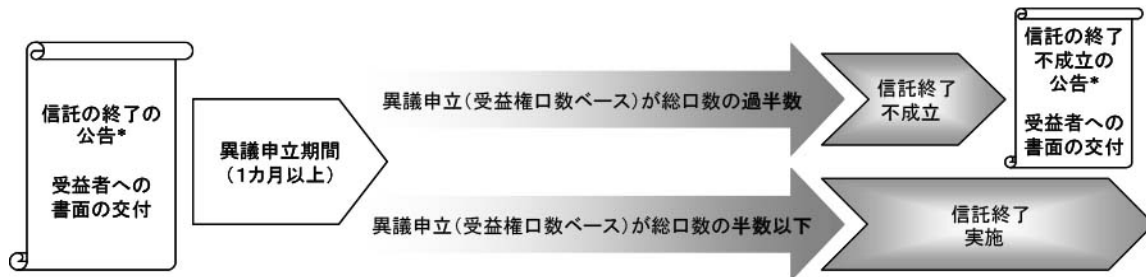 信託の終了の
公告*
受益者への
書面の交付
異議申立期間
（1カ月以上）
異議申立（受益権口数ベース）が総口数の過半数
信託終了
不成立
信託の終了
不成立の
公告*
受益者への
書面の交付
異議申立（受益権口数ベース）が総口数の半数以下
信託終了
実施